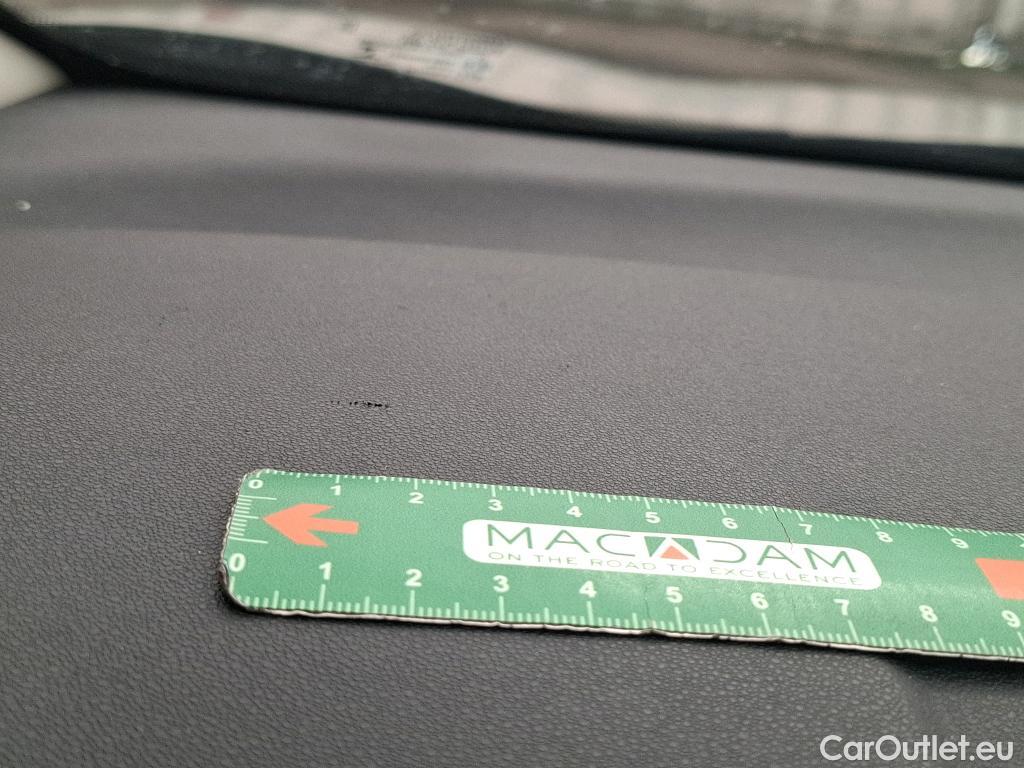 0 1 2 3 4 5 6 7 8 9
MACADAM
ON THE ROAD TO EXCELLENCE
0 1 2 3 4 5 6 7 8 9
CarOutlet.eu